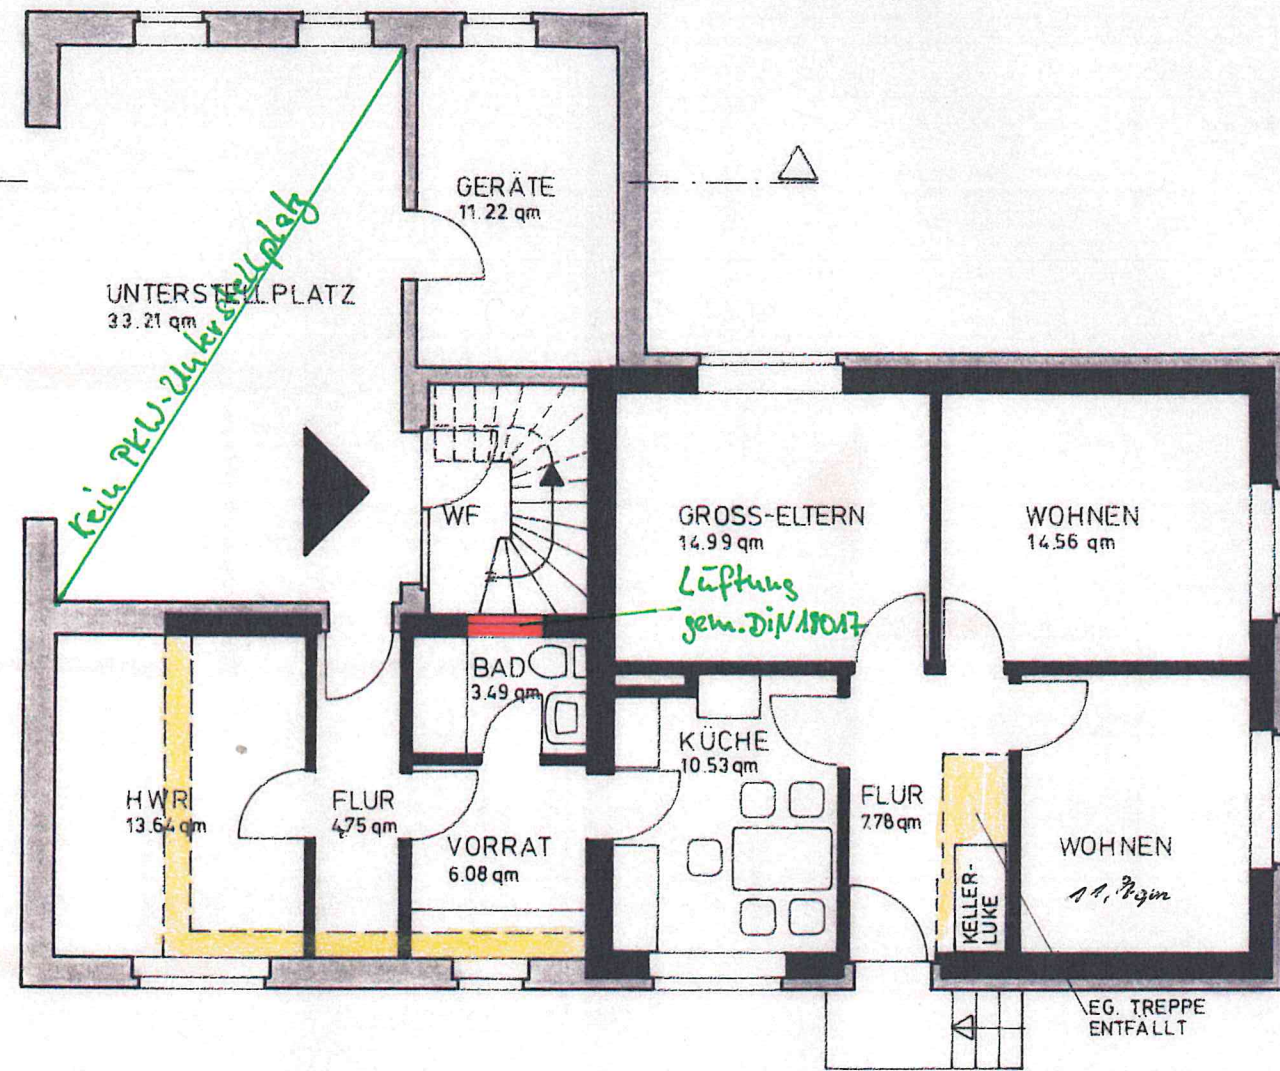 GERÄTE
11.22 qm
UNTERSTELLPLATZ
33.21 qm
Kein PKW-Unterstellplatz
WF
GROSS-ELTERN
14.99 qm
WOHNEN
14.56 qm
Lüftung
gem. DiN 18017
BAD
3.49 qm
KÜCHE
10.53 qm
HWR
13.64 qm
FLUR
4.75 qm
VORRAT
6.08 qm
FLUR
7.78 qm
KELLER-
LUKE
WOHNEN
EG. TREPPE
ENTFÄLLT